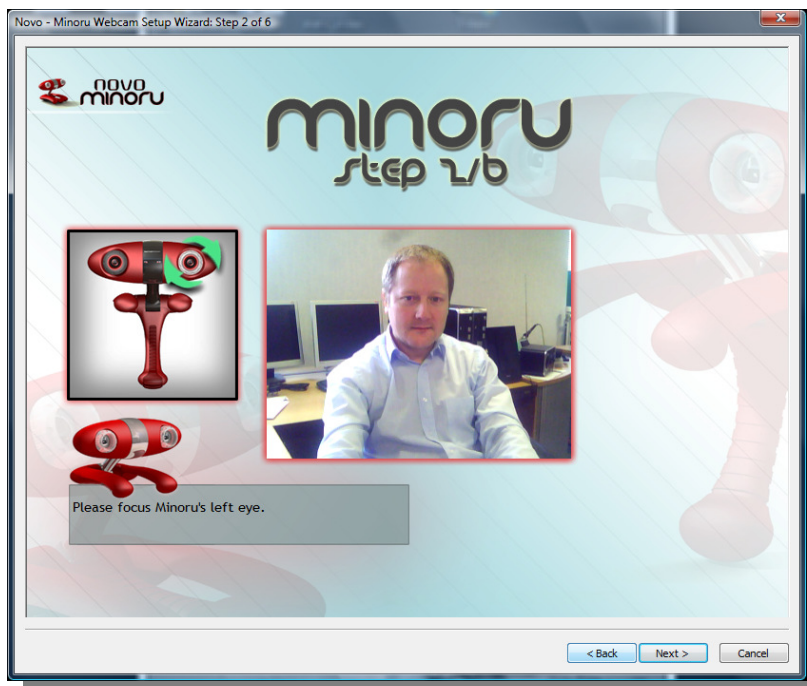 Novo - Minoru Webcam Setup Wizard: Step 2 of 6
novo
minoru
minoru
step 2/6
Please focus Minoru's left eye.
< Back Next > Cancel